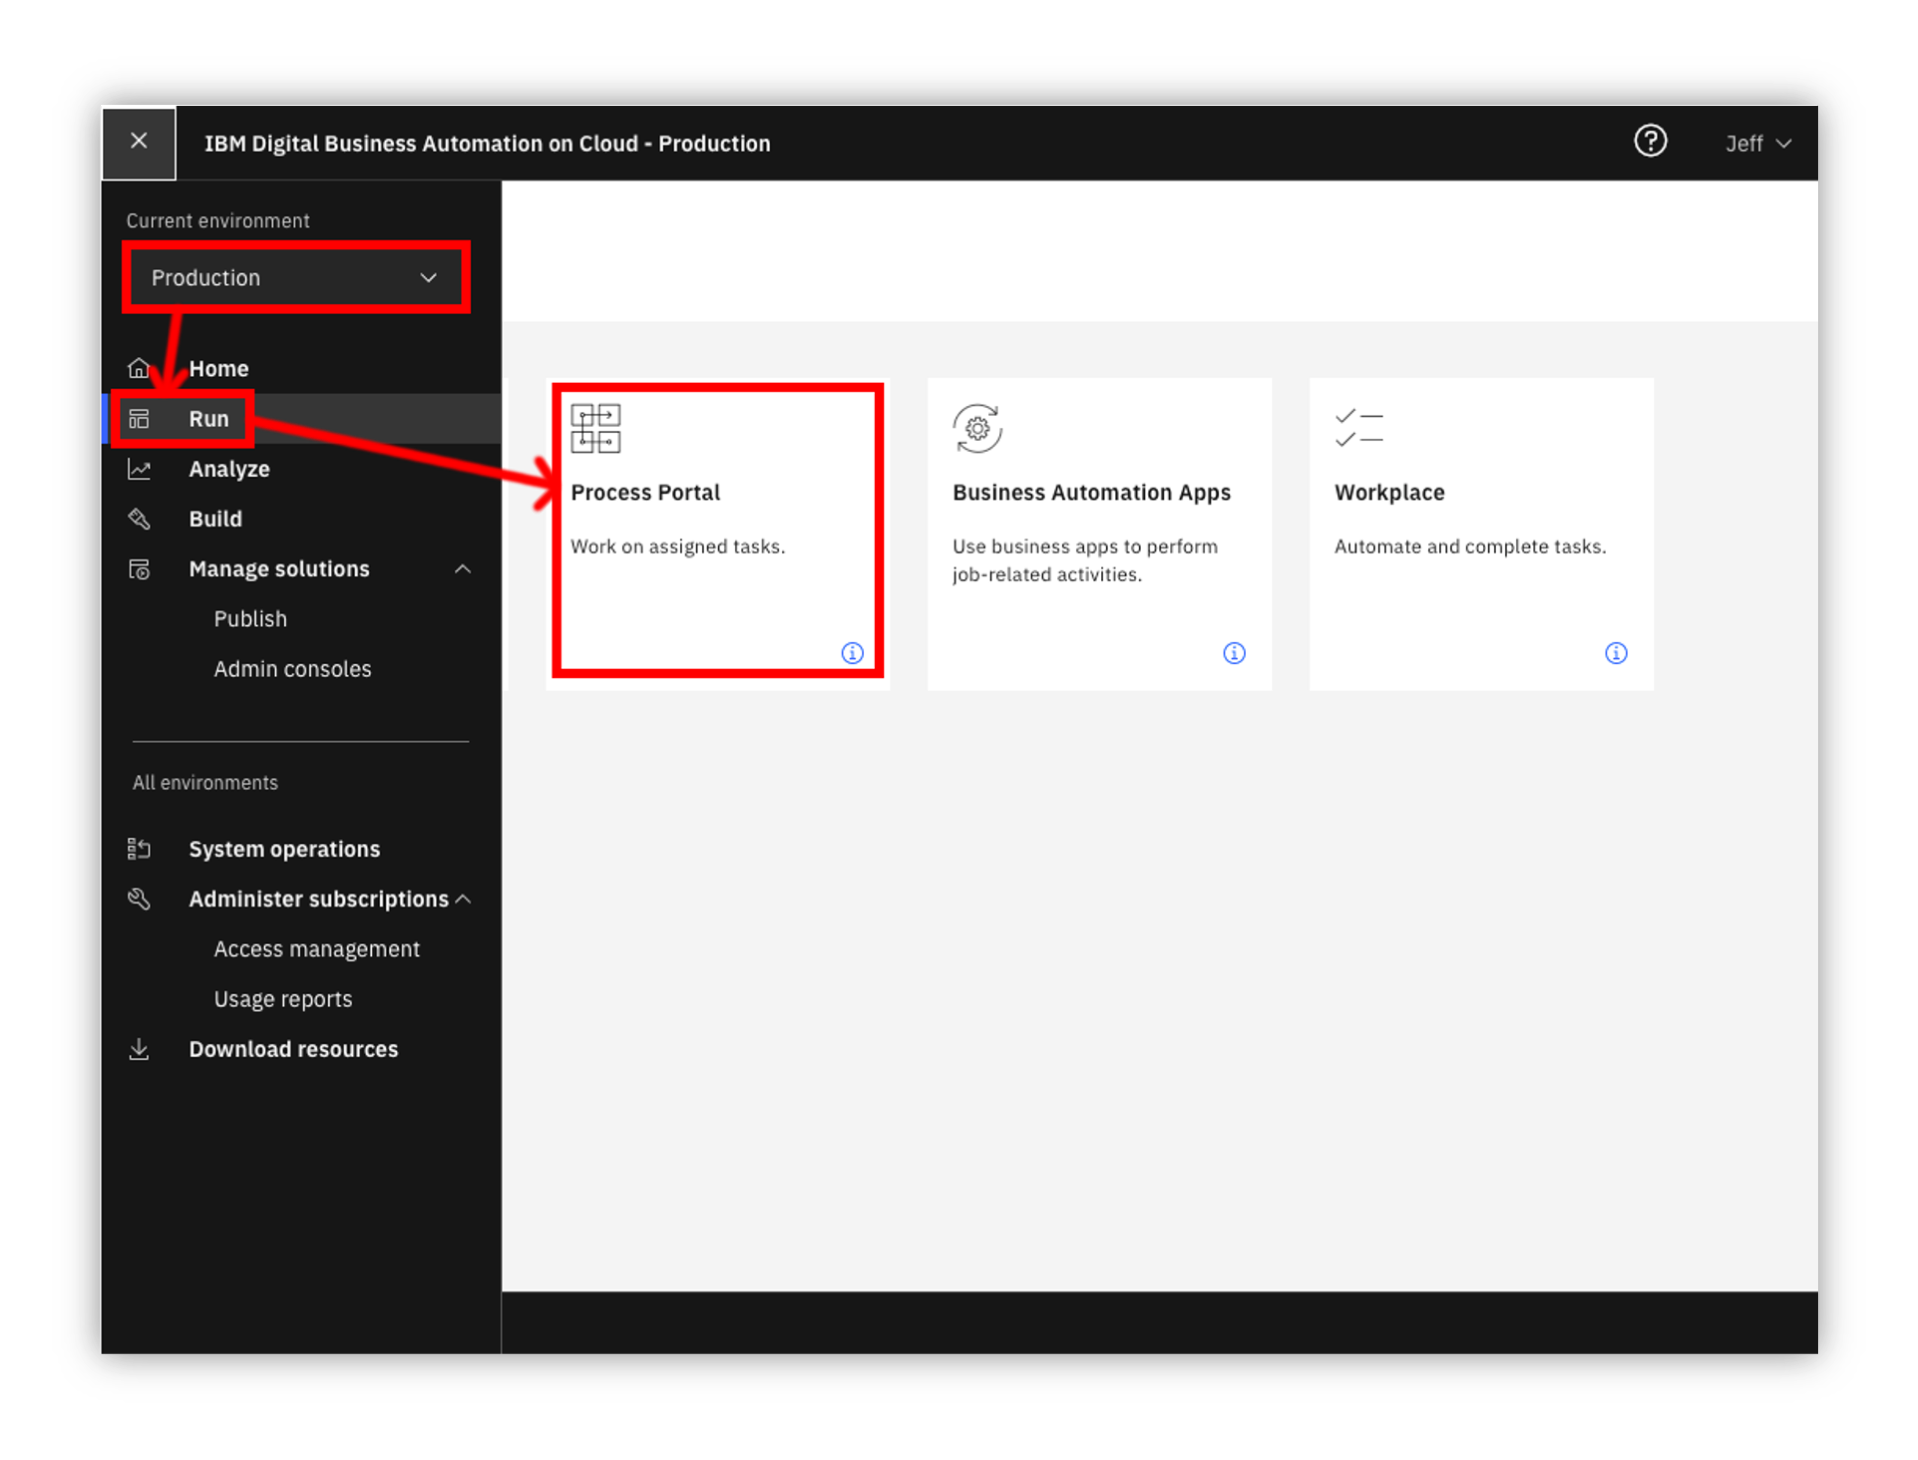 IBM Digital Business Automation on Cloud - Production
Jeff
Current environment
Production
Home
Run
Analyze
Build
Manage solutions
Publish
Admin consoles
All environments
System operations
Administer subscriptions
Access management
Usage reports
Download resources
Process Portal
Work on assigned tasks.
Business Automation Apps
Use business apps to perform
job-related activities.
Workplace
Automate and complete tasks.